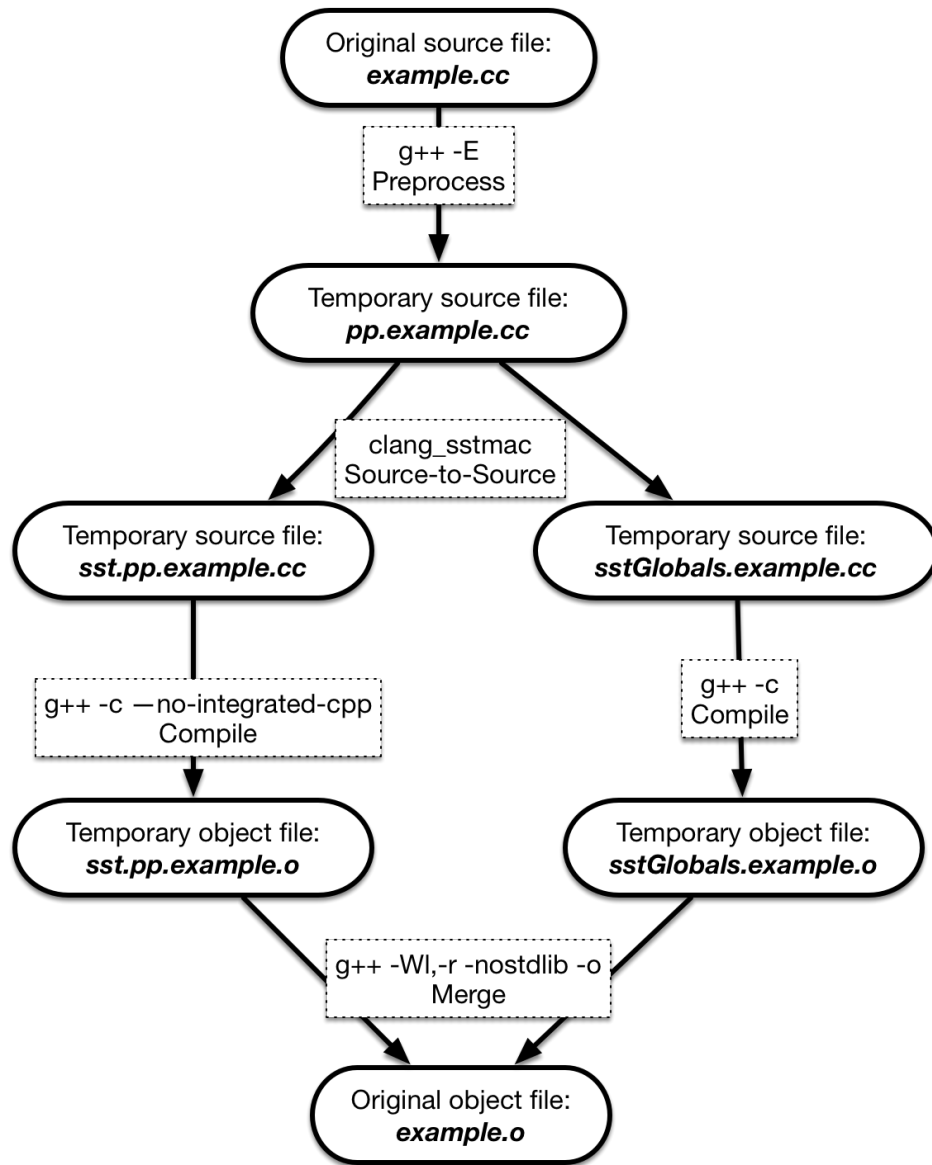 Original source file:
example.cc
g++ -E
Preprocess
Temporary source file:
pp.example.cc
clang_sstmac
Source-to-Source
Temporary source file:
sst.pp.example.cc
Temporary source file:
sstGlobals.example.cc
g++ -c —no-integrated-cpp
Compile
g++ -c
Compile
Temporary object file:
sst.pp.example.o
Temporary object file:
sstGlobals.example.o
g++ -Wl,-r -nostdlib -o
Merge
Original object file:
example.o